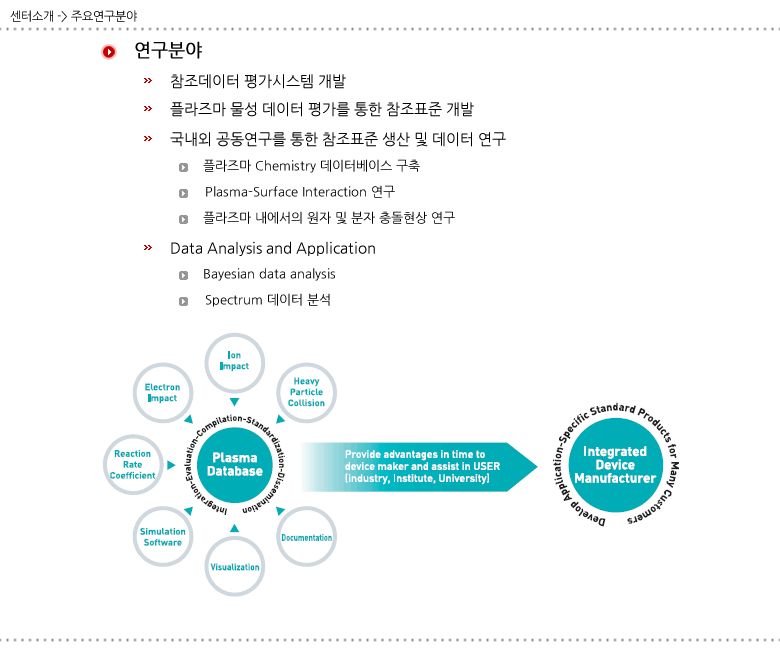 센터소개 -> 주요연구분야
연구분야
참조데이터 평가시스템 개발
플라즈마 물성 데이터 평가를 통한 참조표준 개발
국내외 공동연구를 통한 참조표준 생산 및 데이터 연구
플라즈마 Chemistry 데이터베이스 구축
Plasma-Surface Interaction 연구
플라즈마 내에서의 원자 및 분자 충돌현상 연구
Data Analysis and Application
Bayesian data analysis
Spectrum 데이터 분석
Ion
Impact
Electron
Impact
Heavy
Particle
Collision
Reaction
Rate
Coefficient
Integration-Evaluation-Compilation-Standardization-Dissemination
Plasma
Database
Provide advantages in time to
device maker and assist in USER
(Industry, Institute, University)
Develop Application-Specific Standard Products for Many Customers
Integrated
Device
Manufacturer
Simulation
Software
Documentation
Visualization